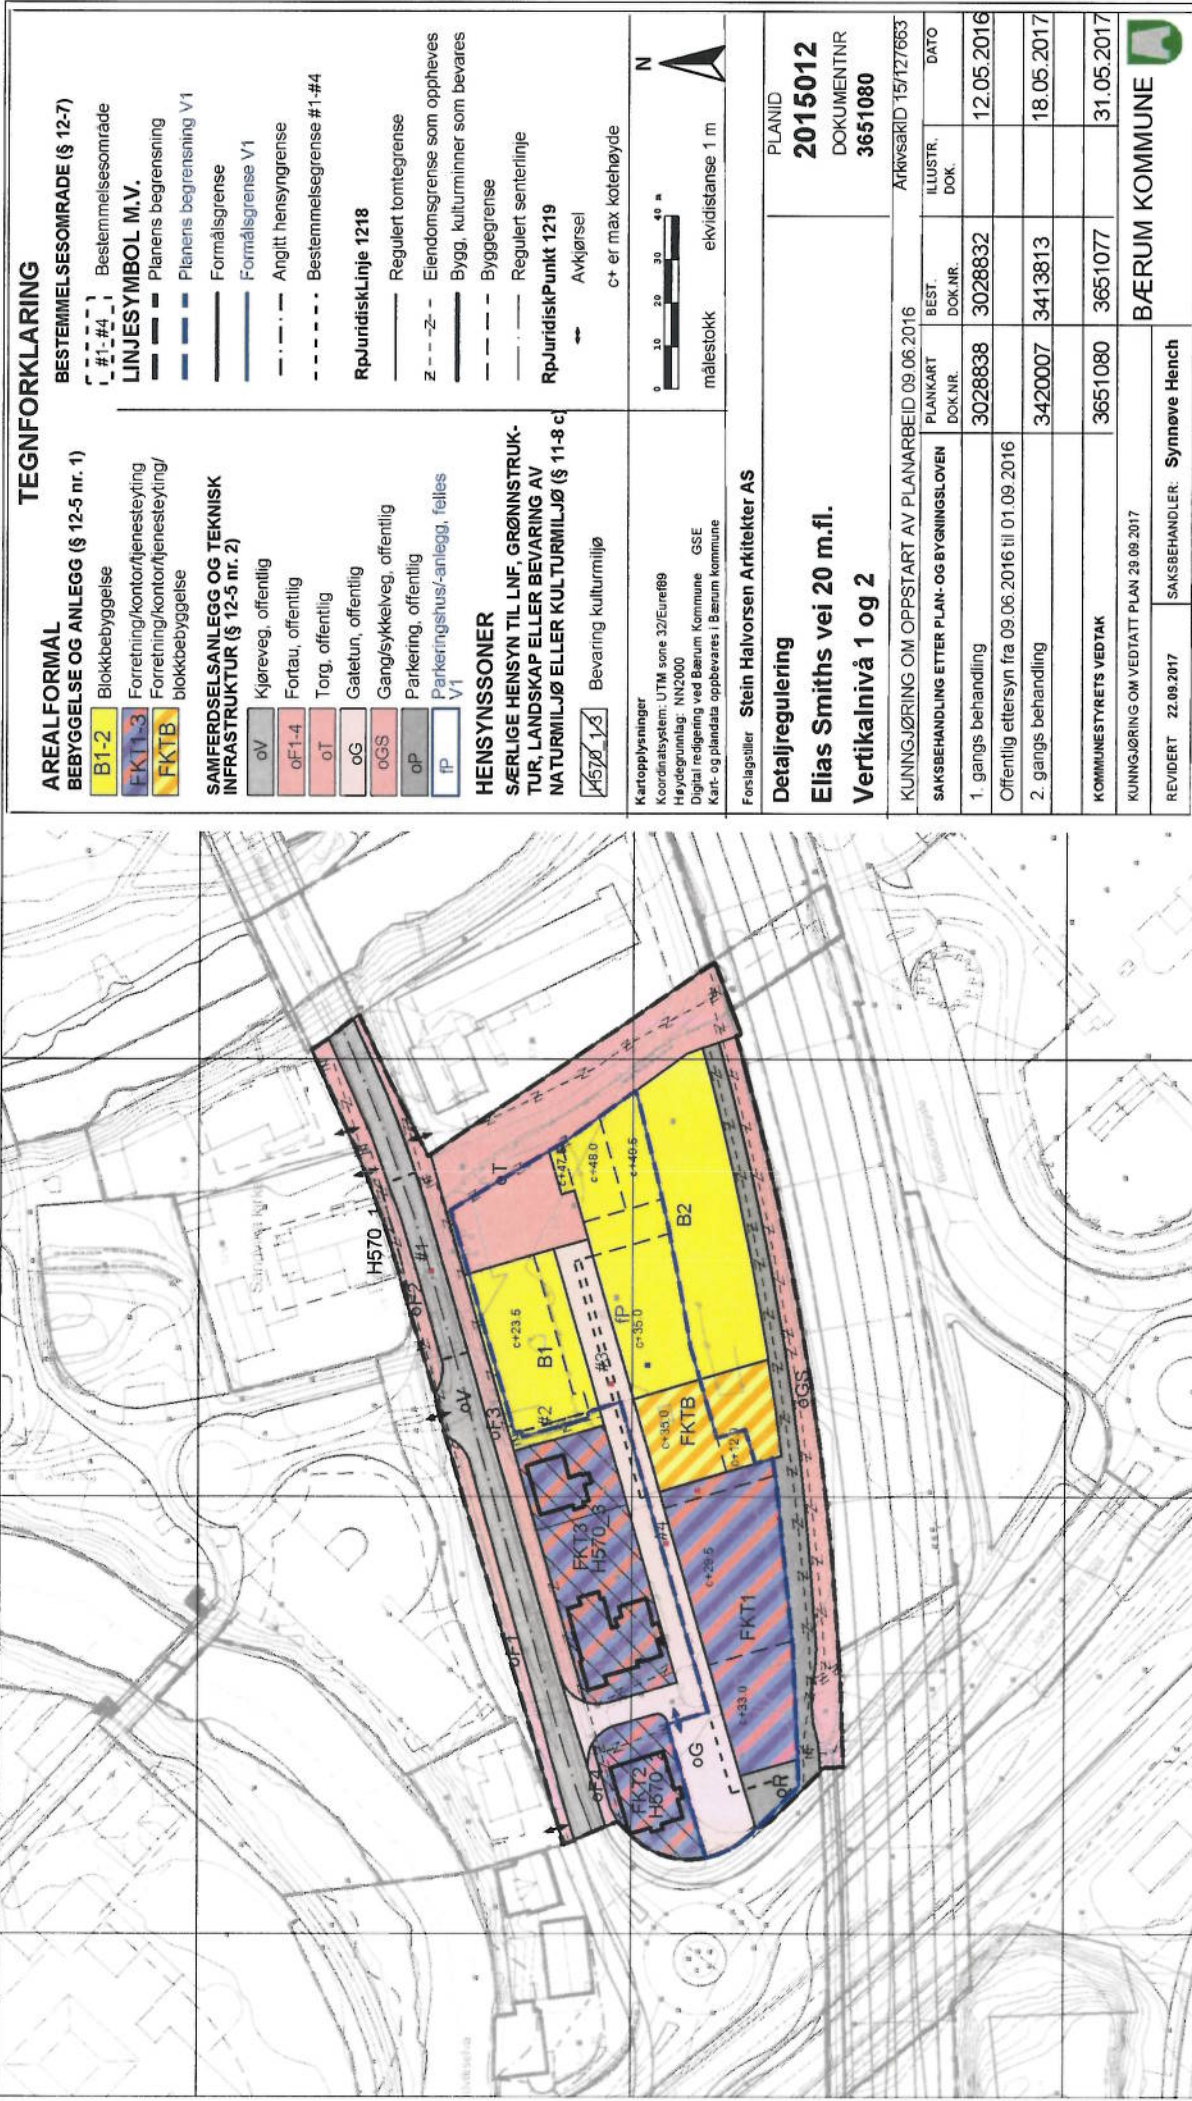 TEGNFORKLARING
AREALFORMÅL
BEBYGGELSE OG ANLEGG (§ 12-5 nr. 1)
B1-2 Blokkbebyggelse
FKT1-3 Forretning/kontor/tjenesteyting
FKTB Forretning/kontor/tjenesteyting/
blokkbebyggelse
SAMFERDSELSANLEGG OG TEKNISK
INFRASTRUKTUR (§ 12-5 nr. 2)
oV Kjøreveg, offentlig
oF1-4 Fortau, offentlig
oT Torg, offentlig
oG Gatetun, offentlig
oGS Gang/sykkelveg, offentlig
oP Parkering, offentlig
fP Parkeringshus/-anlegg, felles
V1
HENSYNSSONER
SÆRLIGE HENSYN TIL LNF, GRØNNSTRUK-
TUR, LANDSKAP ELLER BEVARING AV
NATURMILJØ ELLER KULTURMILJØ (§ 11-8 c)
H570_1-3 Bevaring kulturmiljø
BESTEMMELSESOMRÅDE (§ 12-7)
#1-#4 Bestemmelsesområde
LINJESYMBOL M.V.
Planens begrensning
Planens begrensning V1
Formålsgrense
Formålsgrense V1
Angitt hensyngrense
Bestemmelsegrense #1-#4
RpJuridiskLinje 1218
Regulert tomtegrense
Eiendomsgrense som oppheves
Bygg, kulturminner som bevares
Byggegrense
Regulert senterlinje
RpJuridiskPunkt 1219
Avkjørsel
c+ er max kotehøyde
Kartopplysninger
Koordinatsystem: UTM sone 32/Euref89
Høydegrunnlag: NN2000
Digital redigering ved Bærum Kommune GSE
Kart- og plandata oppbevares i Bærum kommune
N
0 10 20 30 40 m
målestokk ekvidistanse 1 m
Forslagstiller Stein Halvorsen Arkitekter AS
Detaljregulering
Elias Smiths vei 20 m.fl.
Vertikalnivå 1 og 2
PLANID
2015012
DOKUMENTNR
3651080
KUNNGJØRING OM OPPSTART AV PLANARBEID 09.06.2016 ArkivsakID 15/127663
SAKSBEHANDLING ETTER PLAN- OG BYGNINGSLOVEN PLANKART DOK.NR. BEST. DOK.NR. ILLUSTR. DOK. DATO
1. gangs behandling 3028838 3028832 12.05.2016
Offentlig ettersyn fra 09.06.2016 til 01.09.2016
2. gangs behandling 3420007 3413813 18.05.2017
KOMMUNESTYRETS VEDTAK 3651080 3651077 31.05.2017
KUNNGJØRING OM VEDTATT PLAN 29.09.2017
BÆRUM KOMMUNE
REVIDERT 22.09.2017 SAKSBEHANDLER: Synnøve Hench
H570_1
#1
oF2
oV
oF3
oF1
oF4
oT
c+23.5
B1
#2
#3
fP
c+35.0
B2
c+48.0
c+40.5
c+35.0
FKTB
oGS
FKT3
H570_3
#4
c+29.5
FKT1
c+33.0
FKT2
H570
oG